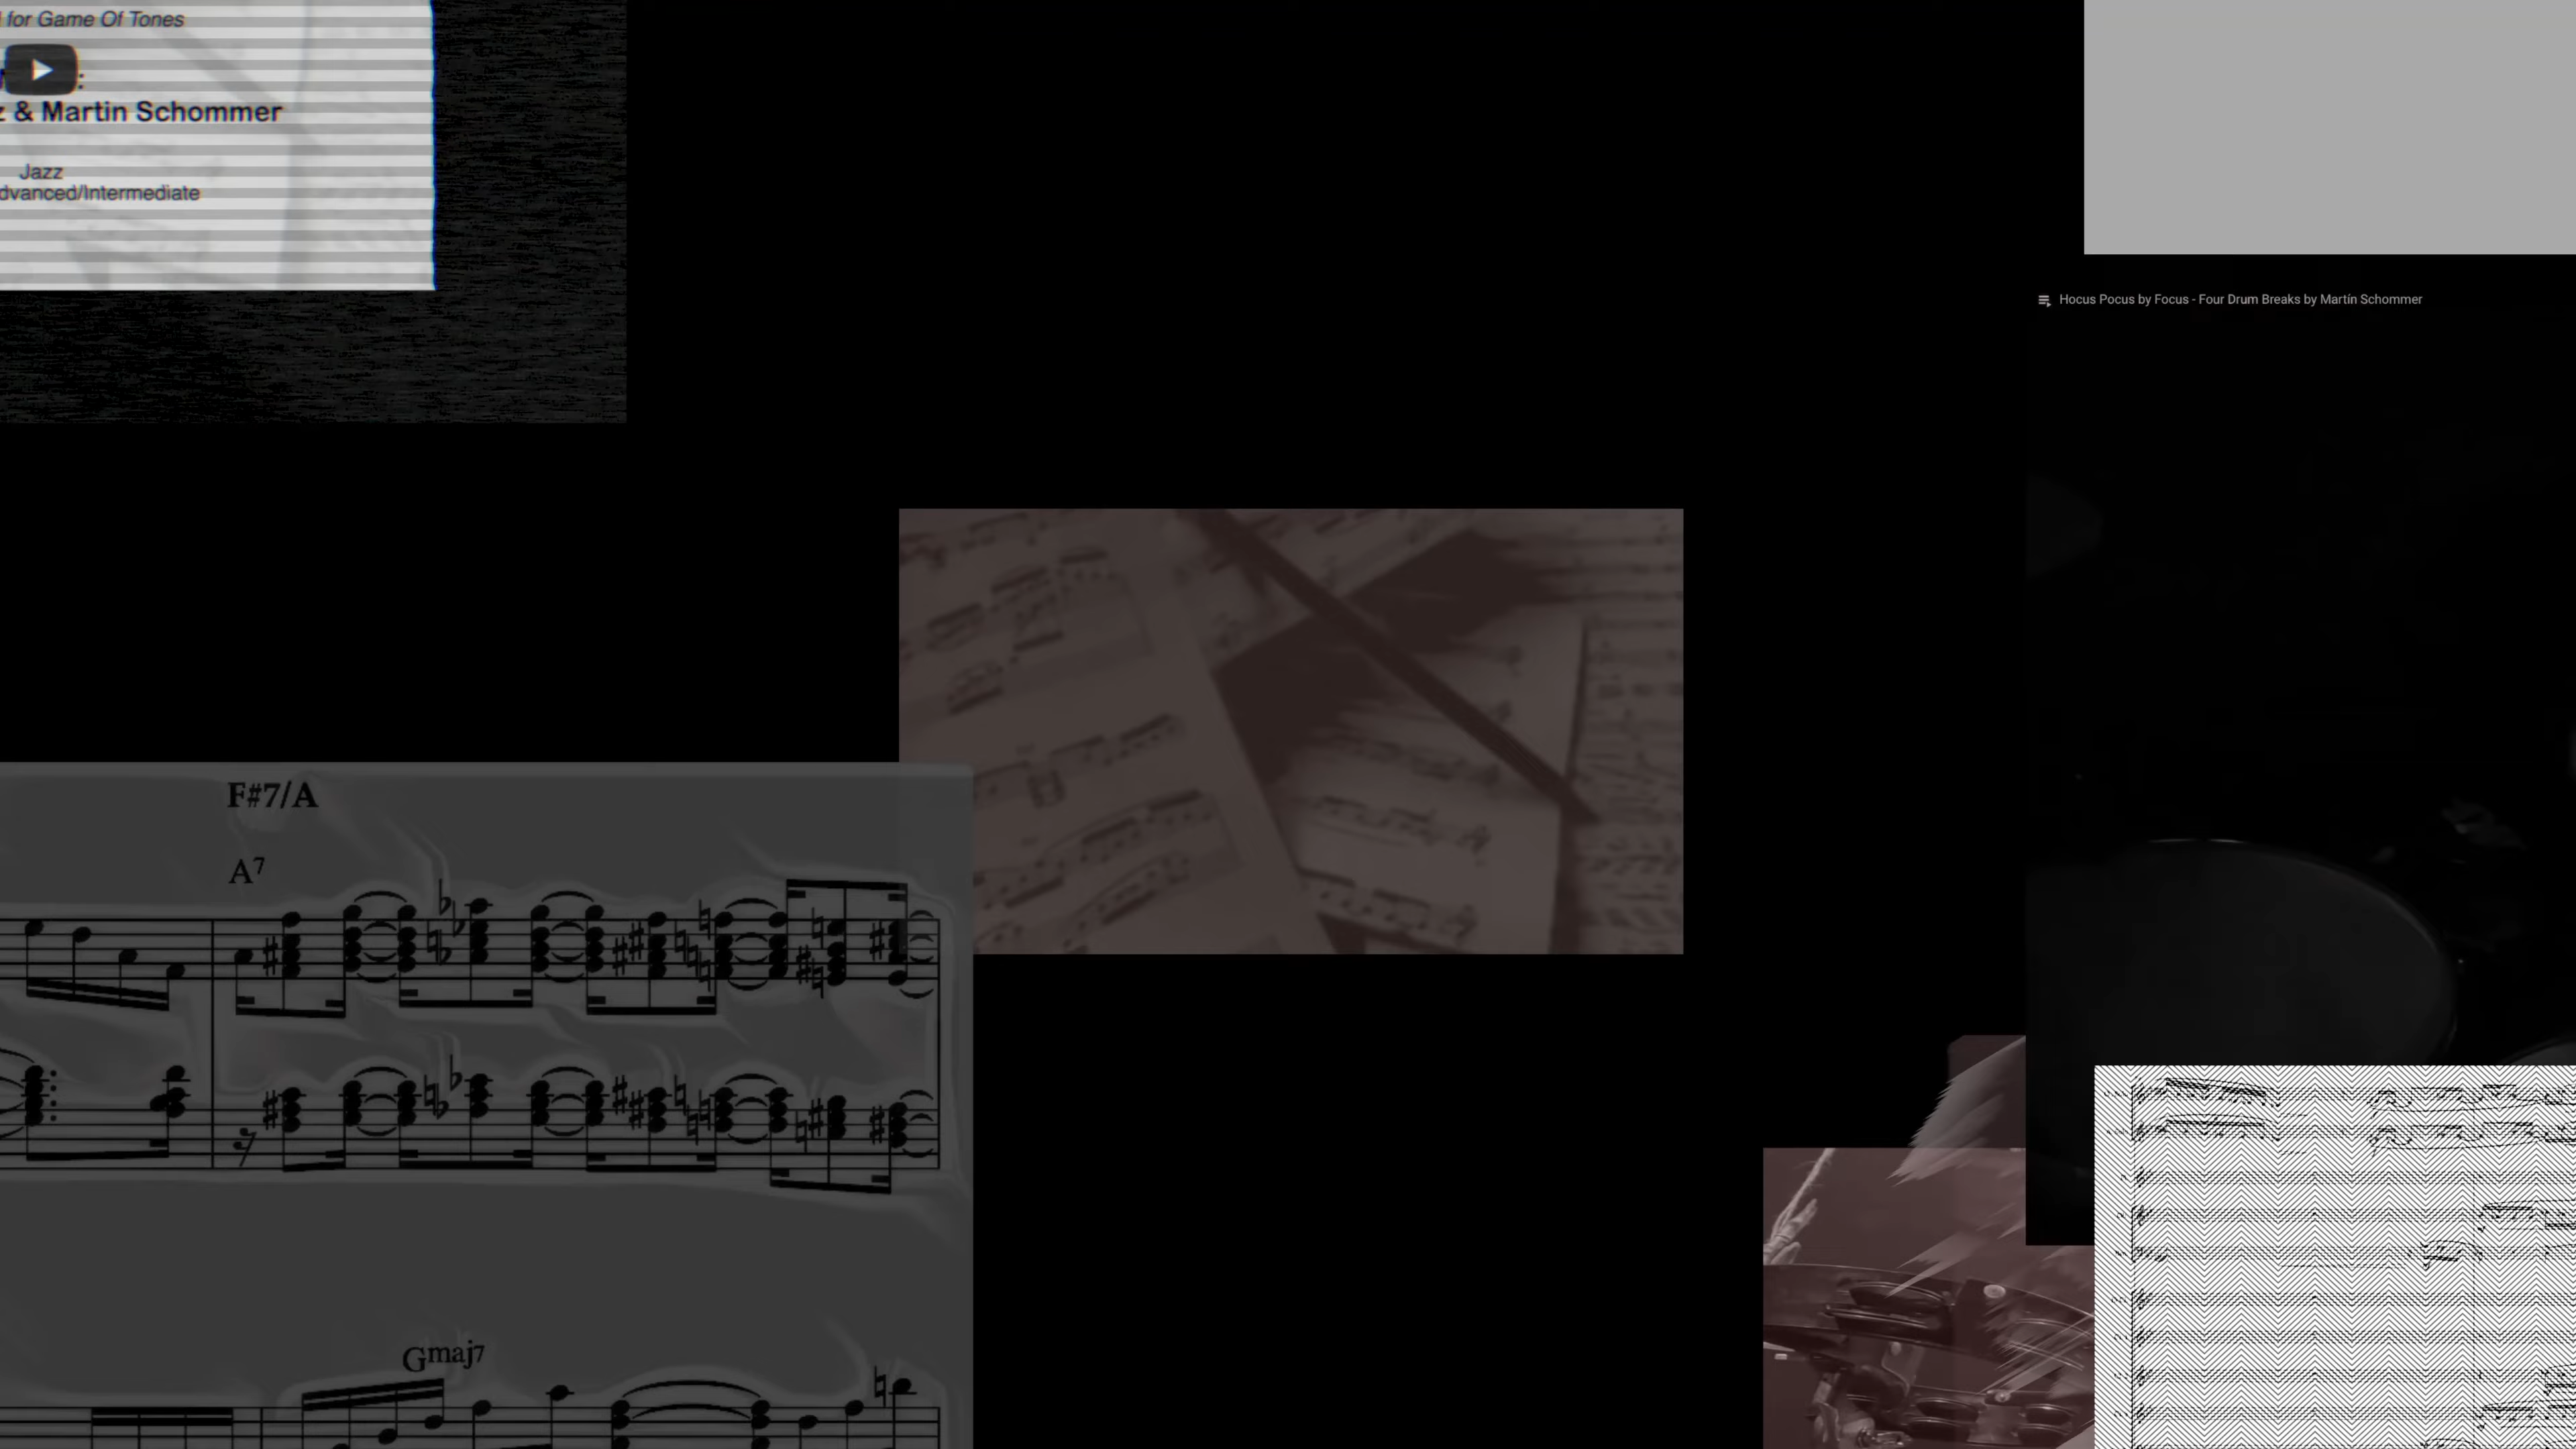 for Game Of Tones
& Martin Schommer
Jazz
dvanced/Intermediate
Hocus Pocus by Focus - Four Drum Breaks by Martín Schommer
F#7/A
A7
Gmaj7